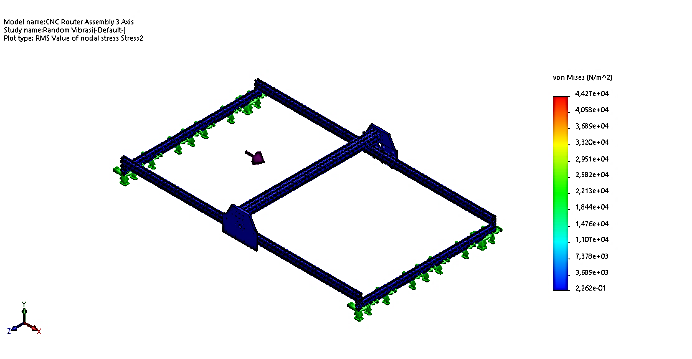 Model name:CNC Router Assembly 3 Axis
Study name:Random Vibrasi(-Default-)
Plot type: RMS Value of nodal stress Stress2
von Mises (N/m^2)
4,427e+04
4,058e+04
3,689e+04
3,320e+04
2,951e+04
2,582e+04
2,213e+04
1,844e+04
1,476e+04
1,107e+04
7,378e+03
3,689e+03
2,262e-01
Y
Z
X